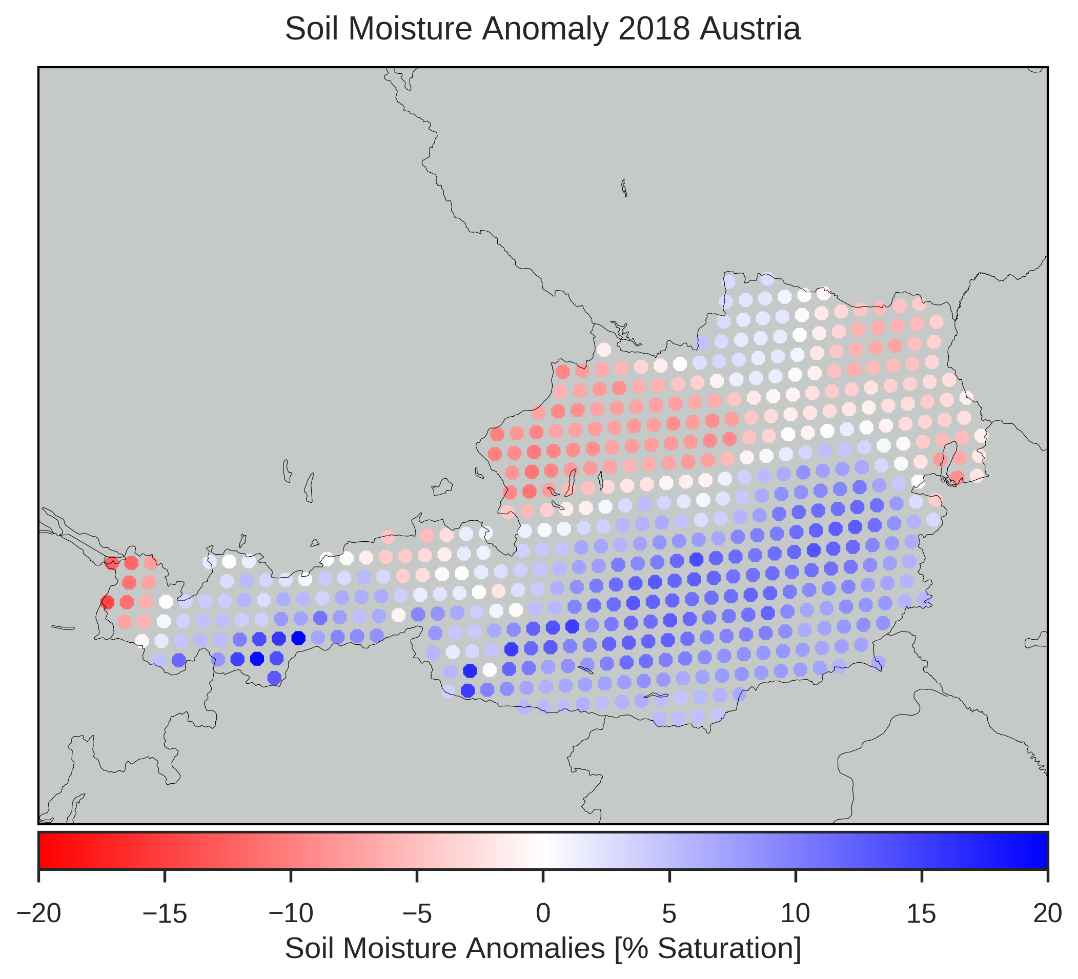 Soil Moisture Anomaly 2018 Austria
−20 −15 −10 −5 0 5 10 15 20
Soil Moisture Anomalies [% Saturation]